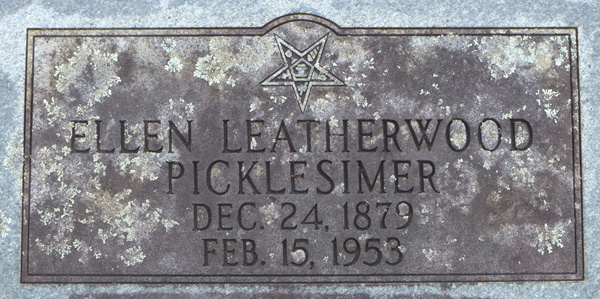 ELLEN LEATHERWOOD
PICKLESIMER
DEC. 24, 1879
FEB. 15, 1953